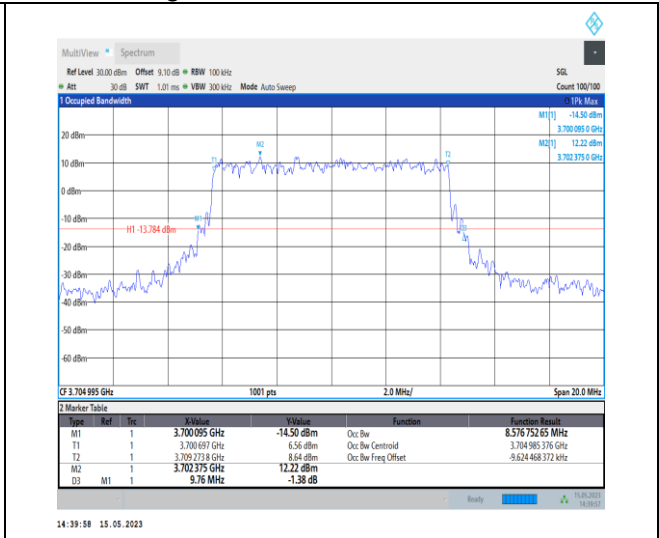 MultiView Spectrum
Ref Level 30.00 dBm Offset 9.10 dB RBW 100 kHz SGL
Att 30 dB SWT 1.01 ms VBW 300 kHz Mode Auto Sweep Count 100/100
1 Occupied Bandwidth 1Pk Max
M1[1] -14.50 dBm
3.700 095 0 GHz
20 dBm
M2
M2[1] 12.22 dBm
3.702 375 0 GHz
T1
T2
10 dBm
0 dBm
-10 dBm
M1
H1 -13.784 dBm
D3
-20 dBm
-30 dBm
-40 dBm
-50 dBm
-60 dBm
CF 3.704 995 GHz 1001 pts 2.0 MHz/ Span 20.0 MHz
2 Marker Table
Type Ref Trc X-Value Y-Value Function Function Result
M1 1 3.700 095 GHz -14.50 dBm Occ Bw 8.576 752 65 MHz
T1 1 3.700 697 GHz 6.56 dBm Occ Bw Centroid 3.704 985 376 GHz
T2 1 3.709 273 8 GHz 8.64 dBm Occ Bw Freq Offset -9.624 468 372 kHz
M2 1 3.702 375 GHz 12.22 dBm
D3 M1 1 9.76 MHz -1.38 dB
Ready 15.05.2023
14:39:57
14:39:58 15.05.2023